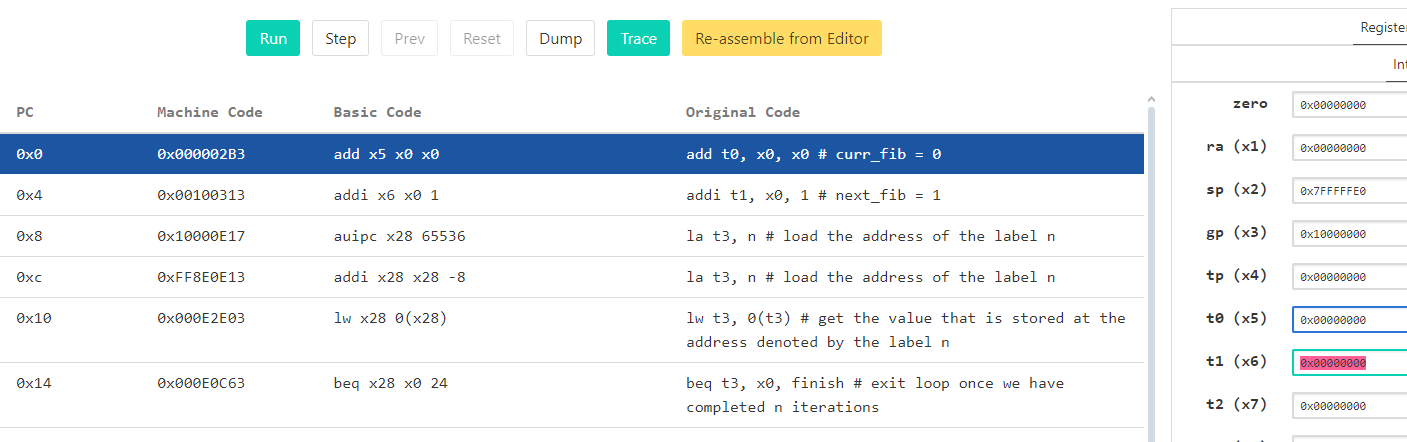 Run Step Prev Reset Dump Trace Re-assemble from Editor
Register
Int
PC Machine Code Basic Code Original Code
0x0 0x000002B3 add x5 x0 x0 add t0, x0, x0 # curr_fib = 0
0x4 0x00100313 addi x6 x0 1 addi t1, x0, 1 # next_fib = 1
0x8 0x10000E17 auipc x28 65536 la t3, n # load the address of the label n
0xc 0xFF8E0E13 addi x28 x28 -8 la t3, n # load the address of the label n
0x10 0x000E2E03 lw x28 0(x28) lw t3, 0(t3) # get the value that is stored at the
address denoted by the label n
0x14 0x000E0C63 beq x28 x0 24 beq t3, x0, finish # exit loop once we have
completed n iterations
zero 0x00000000
ra (x1) 0x00000000
sp (x2) 0x7FFFFFE0
gp (x3) 0x10000000
tp (x4) 0x00000000
t0 (x5) 0x00000000
t1 (x6) 0x00000000
t2 (x7) 0x00000000